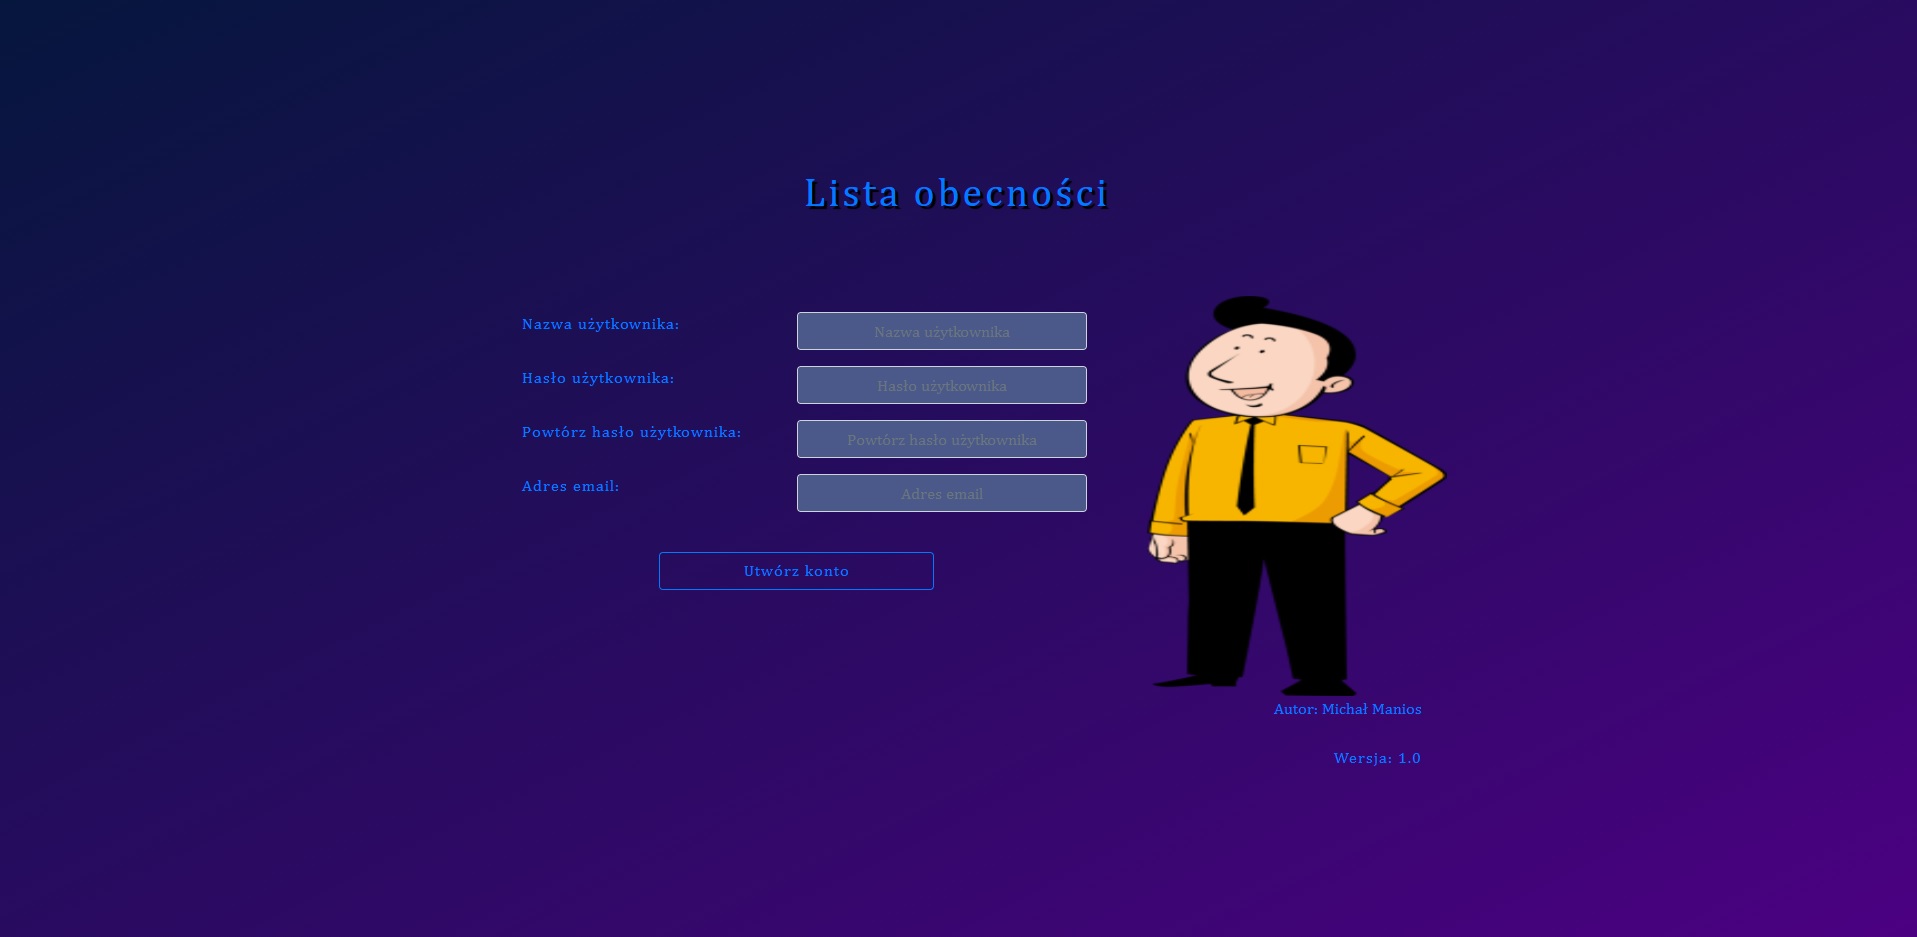 Lista obecności
Nazwa użytkownika:
Nazwa użytkownika
Hasło użytkownika:
Hasło użytkownika
Powtórz hasło użytkownika:
Powtórz hasło użytkownika
Adres email:
Adres email
Utwórz konto
Autor: Michał Manios
Wersja: 1.0